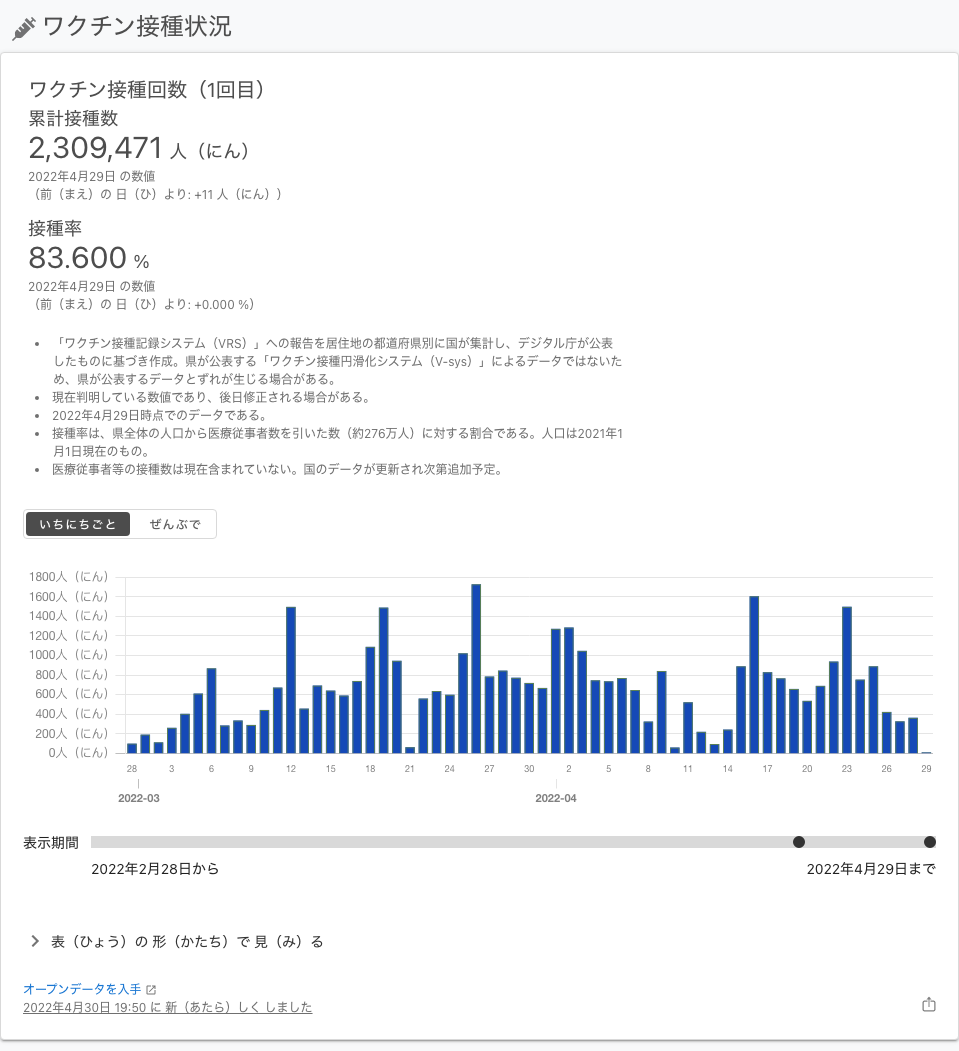 ワクチン接種状況
ワクチン接種回数（1回目）
累計接種数
2,309,471 人（にん）
2022年4月29日 の数値
（前（まえ）の 日（ひ）より: +11 人（にん））
接種率
83.600 %
2022年4月29日 の数値
（前（まえ）の 日（ひ）より: +0.000 %）
• 「ワクチン接種記録システム（VRS）」への報告を居住地の都道府県別に国が集計し、デジタル庁が公表
したものに基づき作成。県が公表する「ワクチン接種円滑化システム（V-sys）」によるデータではないた
め、県が公表するデータとずれが生じる場合がある。
• 現在判明している数値であり、後日修正される場合がある。
• 2022年4月29日時点でのデータである。
• 接種率は、県全体の人口から医療従事者数を引いた数（約276万人）に対する割合である。人口は2021年1
月1日現在のもの。
• 医療従事者等の接種数は現在含まれていない。国のデータが更新され次第追加予定。
いちにちごと ぜんぶで
1800人（にん）
1600人（にん）
1400人（にん）
1200人（にん）
1000人（にん）
800人（にん）
600人（にん）
400人（にん）
200人（にん）
0人（にん）
28 3 6 9 12 15 18 21 24 27 30 2 5 8 11 14 17 20 23 26 29
2022-03 2022-04
表示期間
2022年2月28日から 2022年4月29日まで
表（ひょう）の 形（かたち）で 見（み）る
オープンデータを入手
2022年4月30日 19:50 に 新（あたら）しく しました